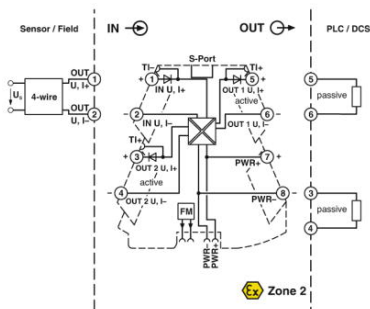 Sensor / Field
IN
OUT
PLC / DCS
S-Port
TI–
TI+
OUT
U, I+
1
+ 1
IN U, I+
5 +
OUT 1 U, I+
active
5
passive
6
U
4-wire
OUT
U, I–
2
– 2
IN U, I–
6 –
OUT 1 U, I–
TI+
+ 3
OUT 2 U, I+
active
PWR+
7 +
– 4
OUT 2 U, I–
PWR–
8 –
3
passive
4
FM
PWR–
PWR+
Ex Zone 2